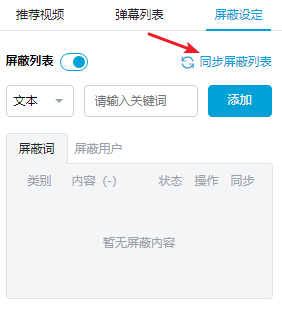 推荐视频 弹幕列表 屏蔽设定
屏蔽列表 同步屏蔽列表
文本 请输入关键词 添加
屏蔽词 屏蔽用户
类别 内容（-） 状态 操作 同步
暂无屏蔽内容